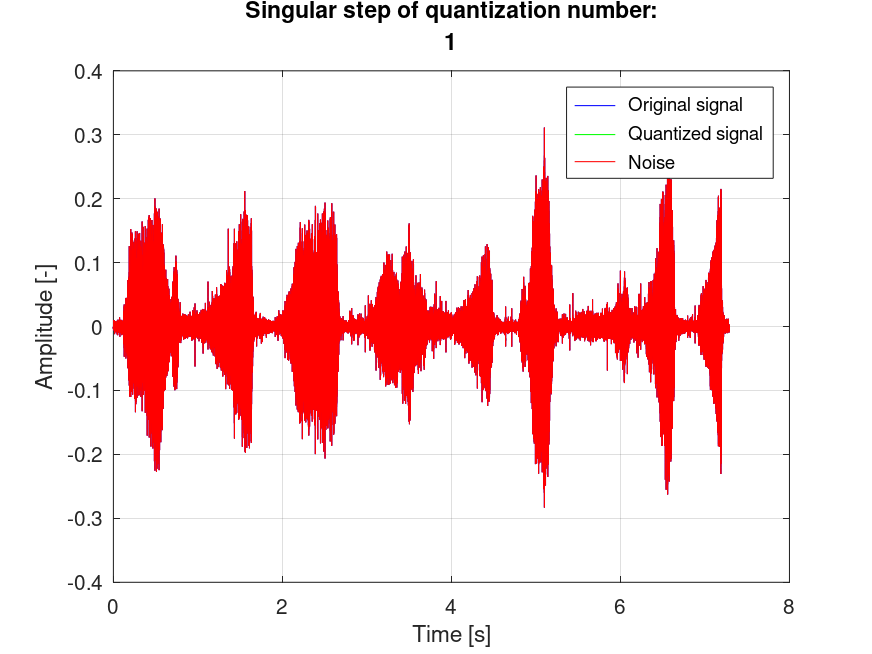 Singular step of quantization number:
1
0.4
0.3
0.2
0.1
0
-0.1
-0.2
-0.3
-0.4
Amplitude [-]
Original signal
Quantized signal
Noise
0 2 4 6 8
Time [s]